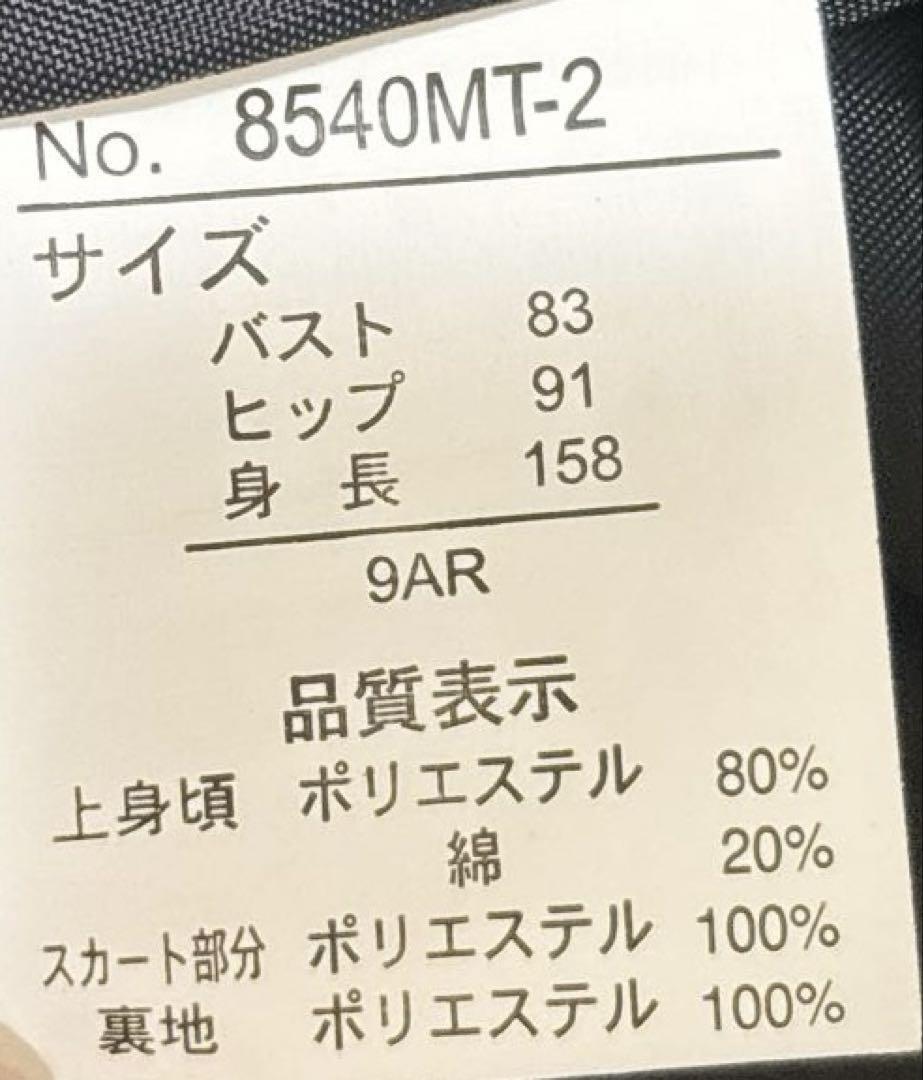 No. 8540MT-2
サイズ
バスト 83
ヒップ 91
身長 158
9AR
品質表示
上身頃 ポリエステル 80%
綿 20%
スカート部分 ポリエステル 100%
裏地 ポリエステル 100%